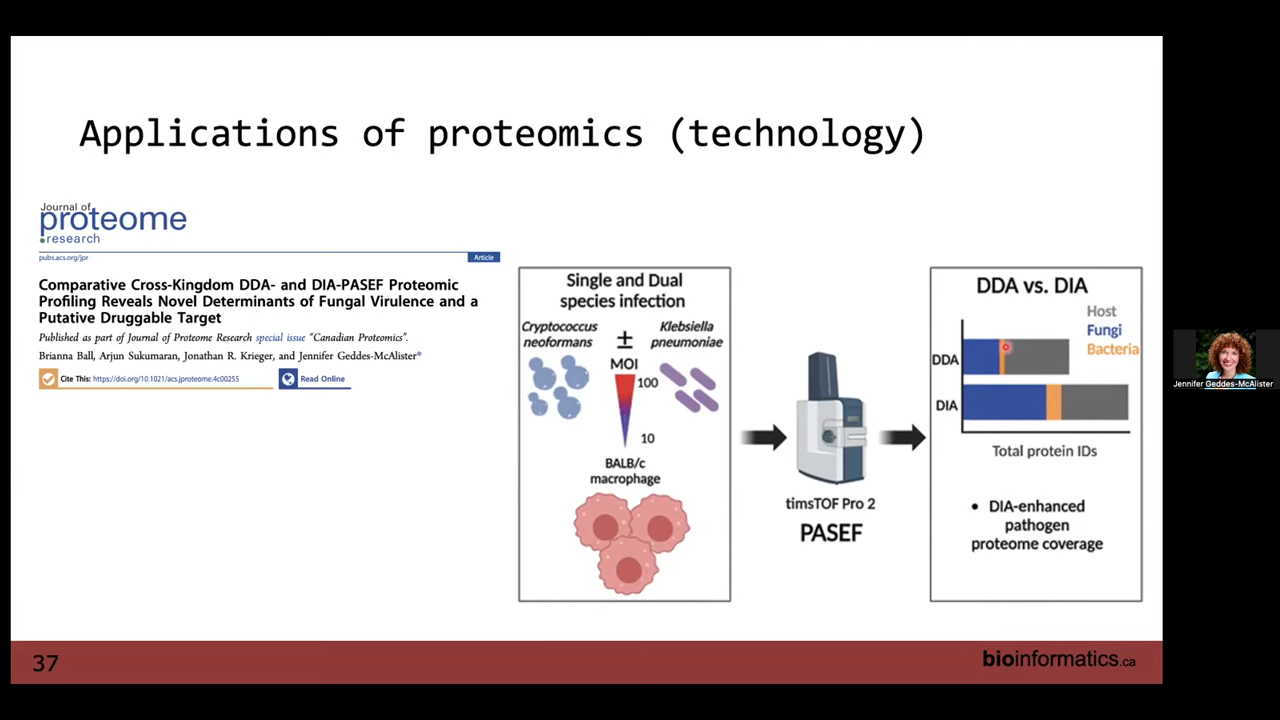 Applications of proteomics (technology)
Journal of
proteome
research
pubs.acs.org/jpr
Article
Comparative Cross-Kingdom DDA- and DIA-PASEF Proteomic
Profiling Reveals Novel Determinants of Fungal Virulence and a
Putative Druggable Target
Published as part of Journal of Proteome Research special issue “Canadian Proteomics”.
Brianna Ball, Arjun Sukumaran, Jonathan R. Krieger, and Jennifer Geddes-McAlister*
Cite This: https://doi.org/10.1021/acs.jproteome.4c00255
Read Online
Single and Dual
species infection
Cryptococcus
neoformans
±
Klebsiella
pneumoniae
MOI
100
10
BALB/c
macrophage
timsTOF Pro 2
PASEF
DDA vs. DIA
Host
Fungi
Bacteria
DDA
DIA
Total protein IDs
• DIA-enhanced
pathogen
proteome coverage
Jennifer Geddes-McAlister
37
bioinformatics.ca